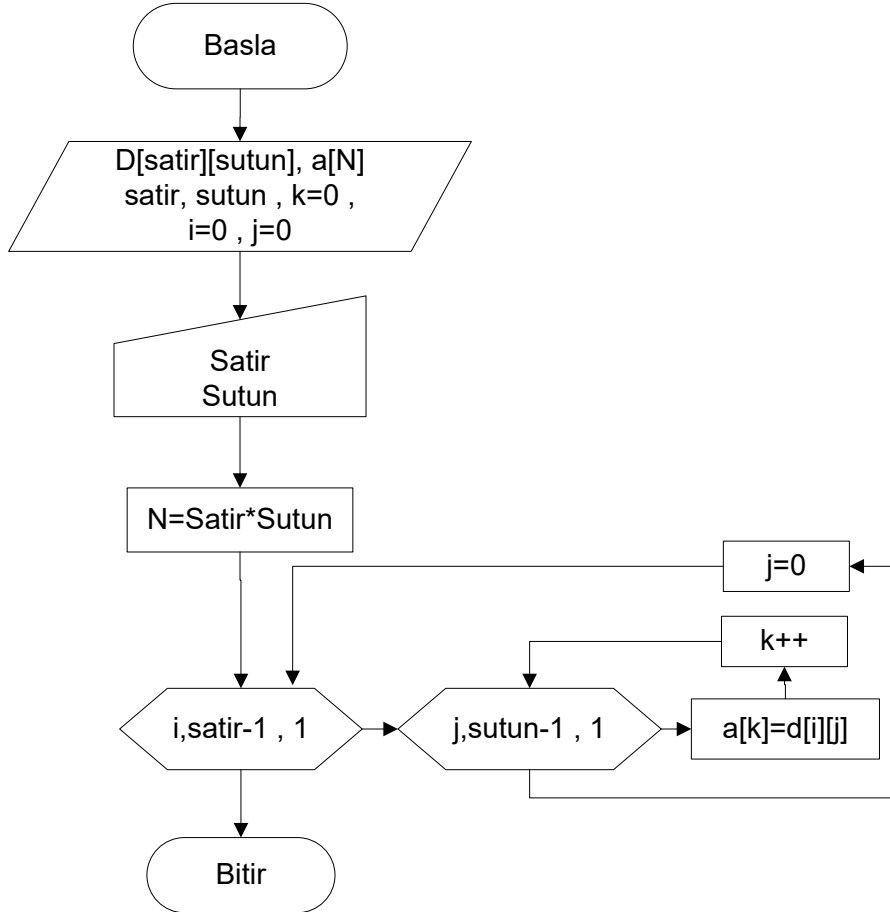 Basla
D[satir][sutun], a[N]
satir, sutun , k=0 ,
i=0 , j=0
Satir
Sutun
N=Satir*Sutun
j=0
k++
i,satir-1 , 1
j,sutun-1 , 1
a[k]=d[i][j]
Bitir